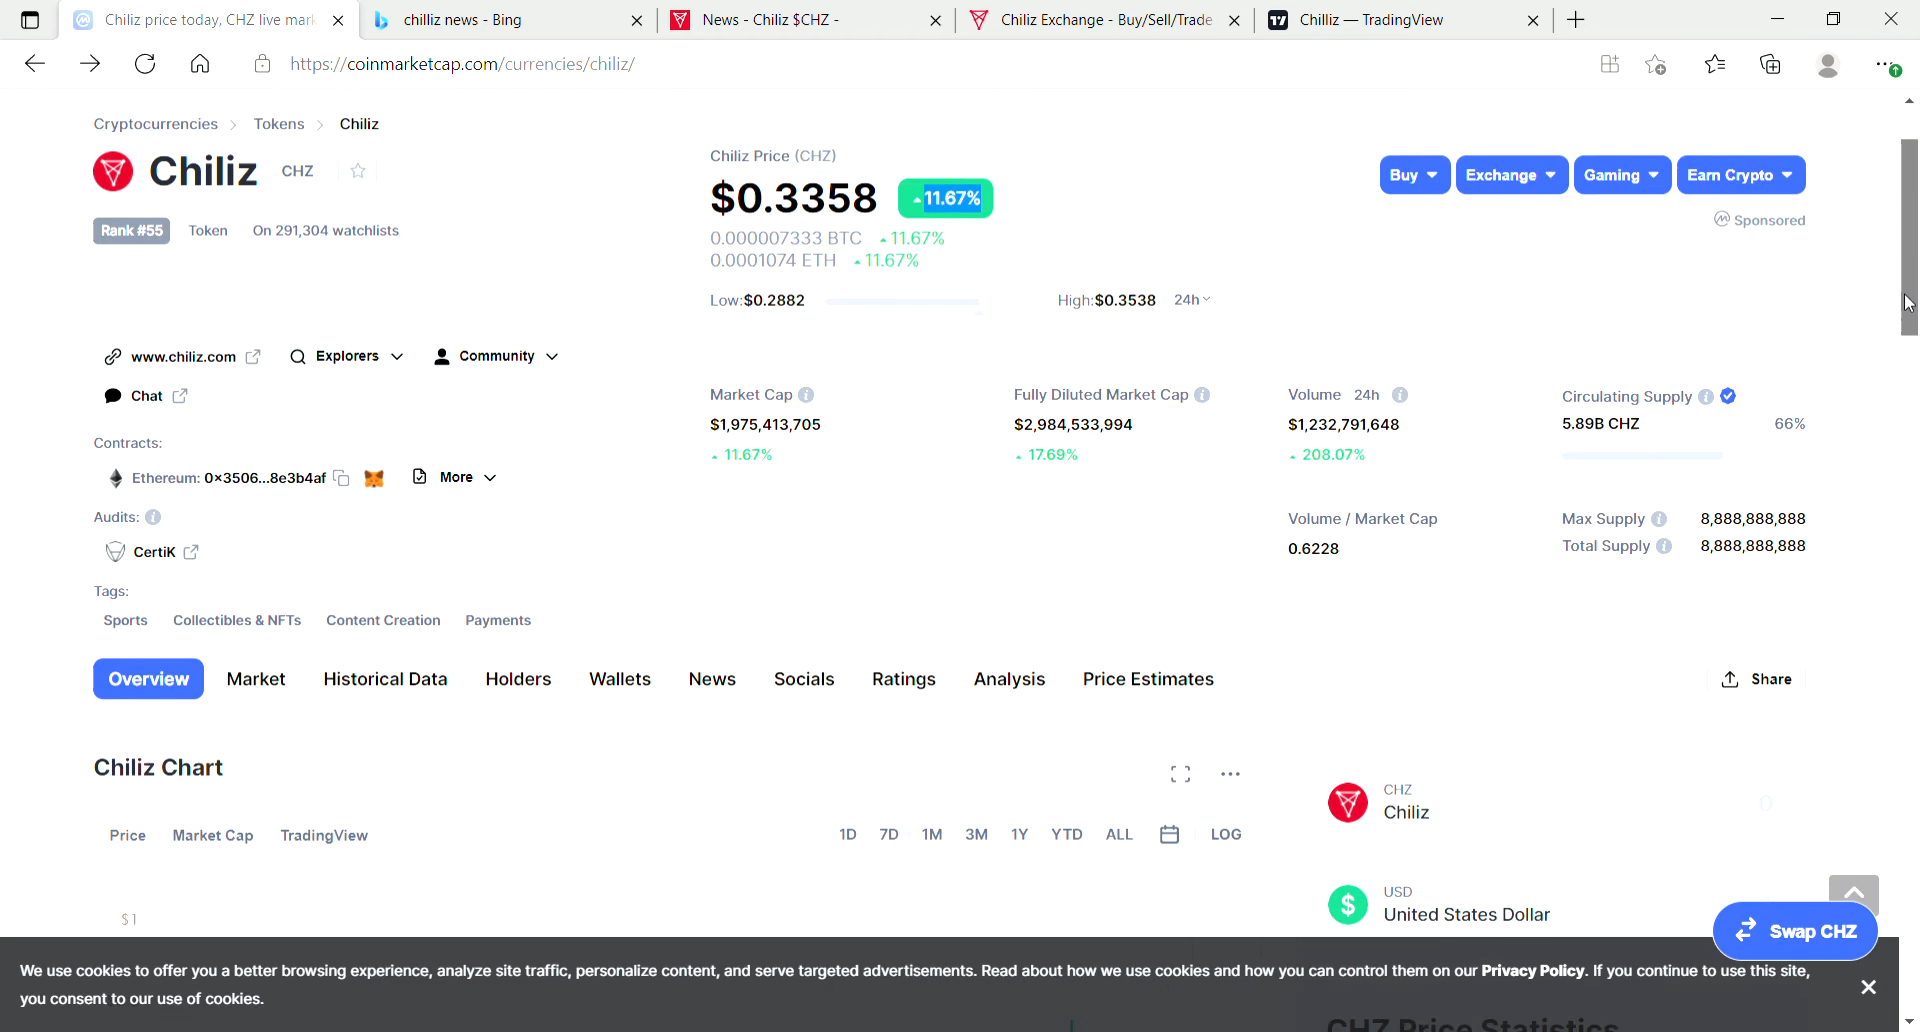 Chiliz price today, CHZ live mark
chilliz news - Bing
News - Chiliz $CHZ -
Chiliz Exchange - Buy/Sell/Trade
Chilliz — TradingView
https://coinmarketcap.com/currencies/chiliz/
Cryptocurrencies > Tokens > Chiliz
Chiliz CHZ
Rank #55 Token On 291,304 watchlists
Chiliz Price (CHZ)
$0.3358 11.67%
0.000007333 BTC 11.67%
0.0001074 ETH 11.67%
Low:$0.2882 High:$0.3538 24h
Buy Exchange Gaming Earn Crypto
Sponsored
www.chiliz.com Explorers Community
Chat
Contracts:
Ethereum: 0x3506...8e3b4af More
Audits:
CertiK
Tags:
Sports Collectibles & NFTs Content Creation Payments
Market Cap
$1,975,413,705
11.67%
Fully Diluted Market Cap
$2,984,533,994
17.69%
Volume 24h
$1,232,791,648
208.07%
Volume / Market Cap
0.6228
Circulating Supply
5.89B CHZ 66%
Max Supply 8,888,888,888
Total Supply 8,888,888,888
Overview Market Historical Data Holders Wallets News Socials Ratings Analysis Price Estimates Share
Chiliz Chart
Price Market Cap TradingView 1D 7D 1M 3M 1Y YTD ALL LOG
$1
CHZ
Chiliz
0
USD
United States Dollar
Swap CHZ
We use cookies to offer you a better browsing experience, analyze site traffic, personalize content, and serve targeted advertisements. Read about how we use cookies and how you can control them on our Privacy Policy. If you continue to use this site,
you consent to our use of cookies.
CHZ Price Statistics